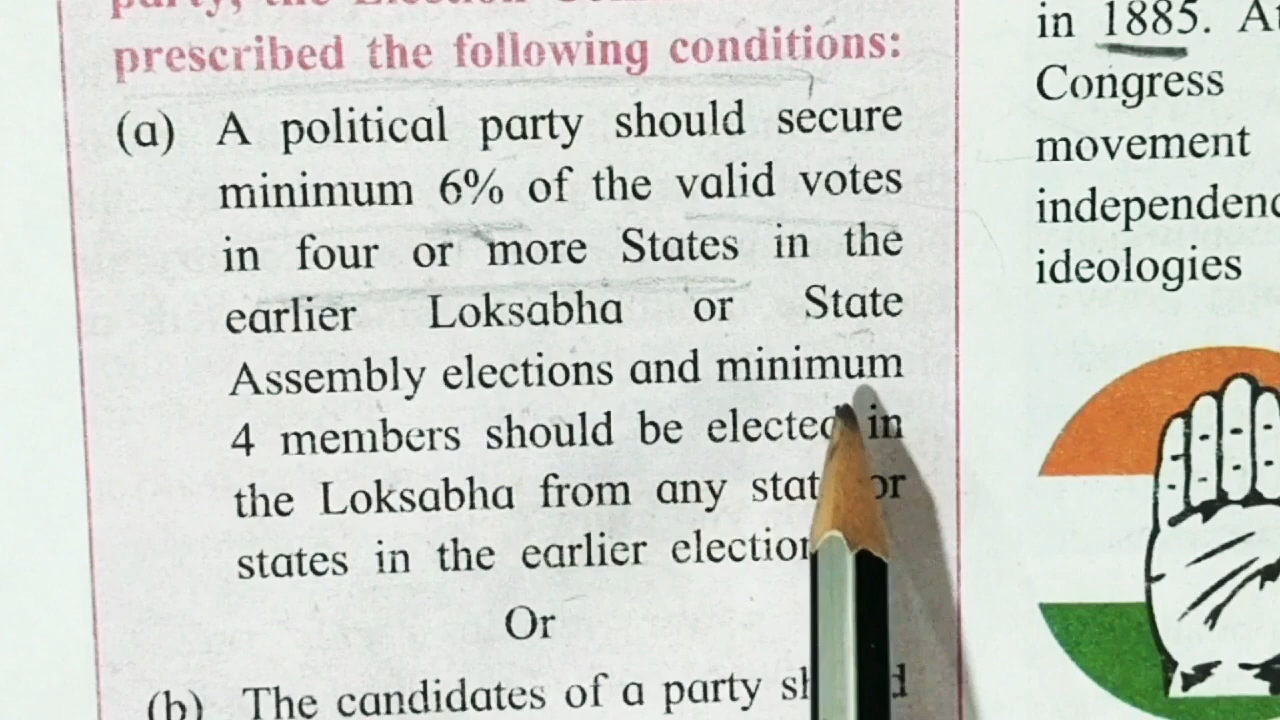 prescribed the following conditions:
(a) A political party should secure
minimum 6% of the valid votes
in four or more States in the
earlier Loksabha or State
Assembly elections and minimum
4 members should be elected in
the Loksabha from any or
states in the earlier
Or
(b) The candidates of a party
in 1885.
Congress
movement
ideologies